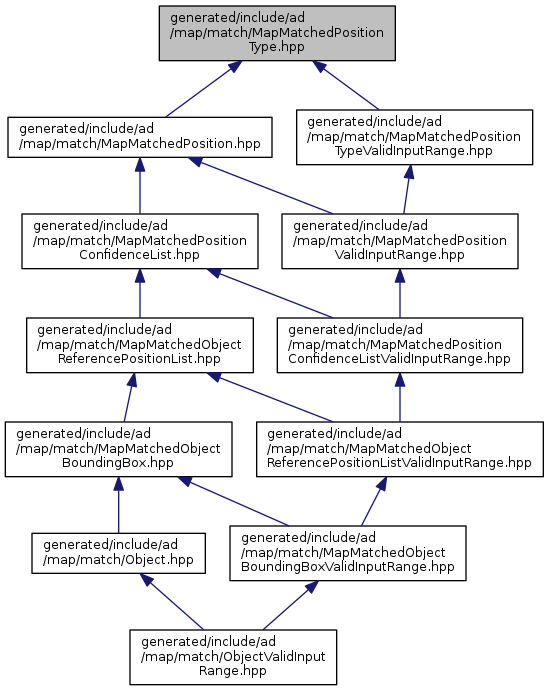 generated/include/ad
/map/match/MapMatchedPosition
Type.hpp
generated/include/ad
/map/match/MapMatchedPosition.hpp
generated/include/ad
/map/match/MapMatchedPosition
TypeValidInputRange.hpp
generated/include/ad
/map/match/MapMatchedPosition
ConfidenceList.hpp
generated/include/ad
/map/match/MapMatchedPosition
ValidInputRange.hpp
generated/include/ad
/map/match/MapMatchedObject
ReferencePositionList.hpp
generated/include/ad
/map/match/MapMatchedPosition
ConfidenceListValidInputRange.hpp
generated/include/ad
/map/match/MapMatchedObject
BoundingBox.hpp
generated/include/ad
/map/match/MapMatchedObject
ReferencePositionListValidInputRange.hpp
generated/include/ad
/map/match/Object.hpp
generated/include/ad
/map/match/MapMatchedObject
BoundingBoxValidInputRange.hpp
generated/include/ad
/map/match/ObjectValidInput
Range.hpp